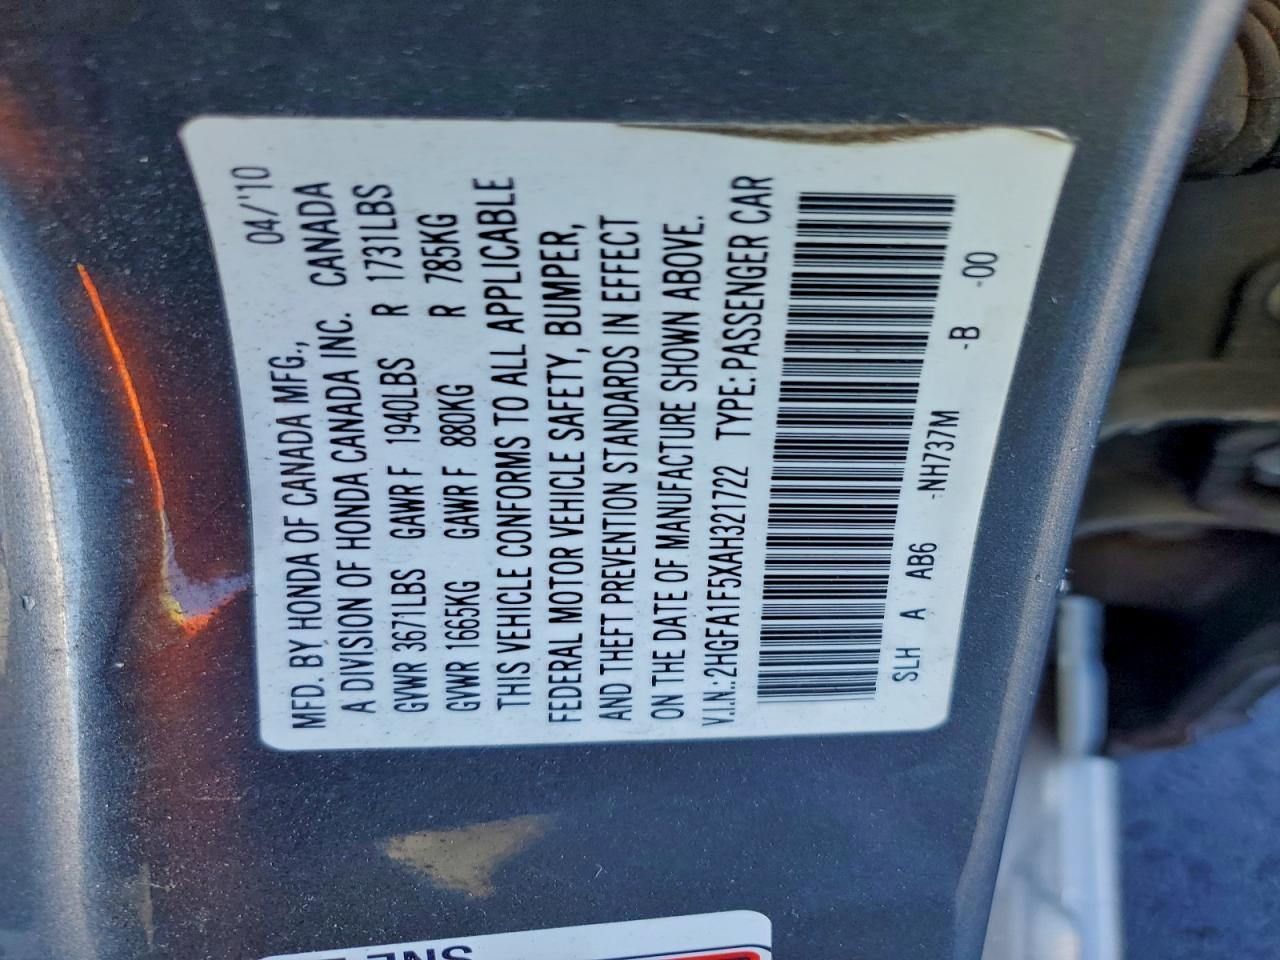 04/'10
MFD. BY HONDA OF CANADA MFG.,
A DIVISION OF HONDA CANADA INC. CANADA
GVWR 3671LBS GAWR F 1940LBS R 1731LBS
GVWR 1665KG GAWR F 880KG R 785KG
THIS VEHICLE CONFORMS TO ALL APPLICABLE
FEDERAL MOTOR VEHICLE SAFETY, BUMPER,
AND THEFT PREVENTION STANDARDS IN EFFECT
ON THE DATE OF MANUFACTURE SHOWN ABOVE.
V.I.N.:2HGFA1F5XAH321722 TYPE:PASSENGER CAR
SLH A AB6 -NH737M -B -00